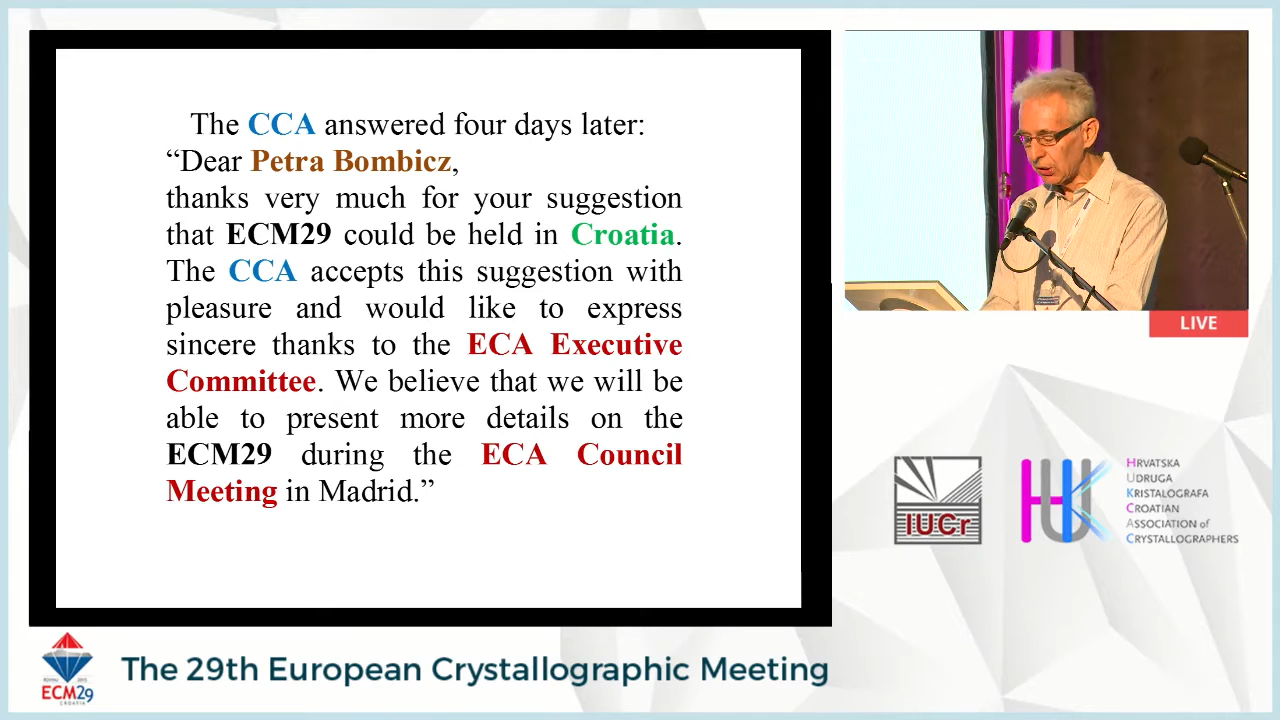 The CCA answered four days later:
“Dear Petra Bombicz,
thanks very much for your suggestion
that ECM29 could be held in Croatia.
The CCA accepts this suggestion with
pleasure and would like to express
sincere thanks to the ECA Executive
Committee. We believe that we will be
able to present more details on the
ECM29 during the ECA Council
Meeting in Madrid.”
LIVE
IUCr
HUK
HRVATSKA
UDRUGA
KRISTALOGRAFA
CROATIAN
ASSOCIATION of
CRYSTALLOGRAPHERS
ROVINJ 2015
ECM29
CROATIA
The 29th European Crystallographic Meeting